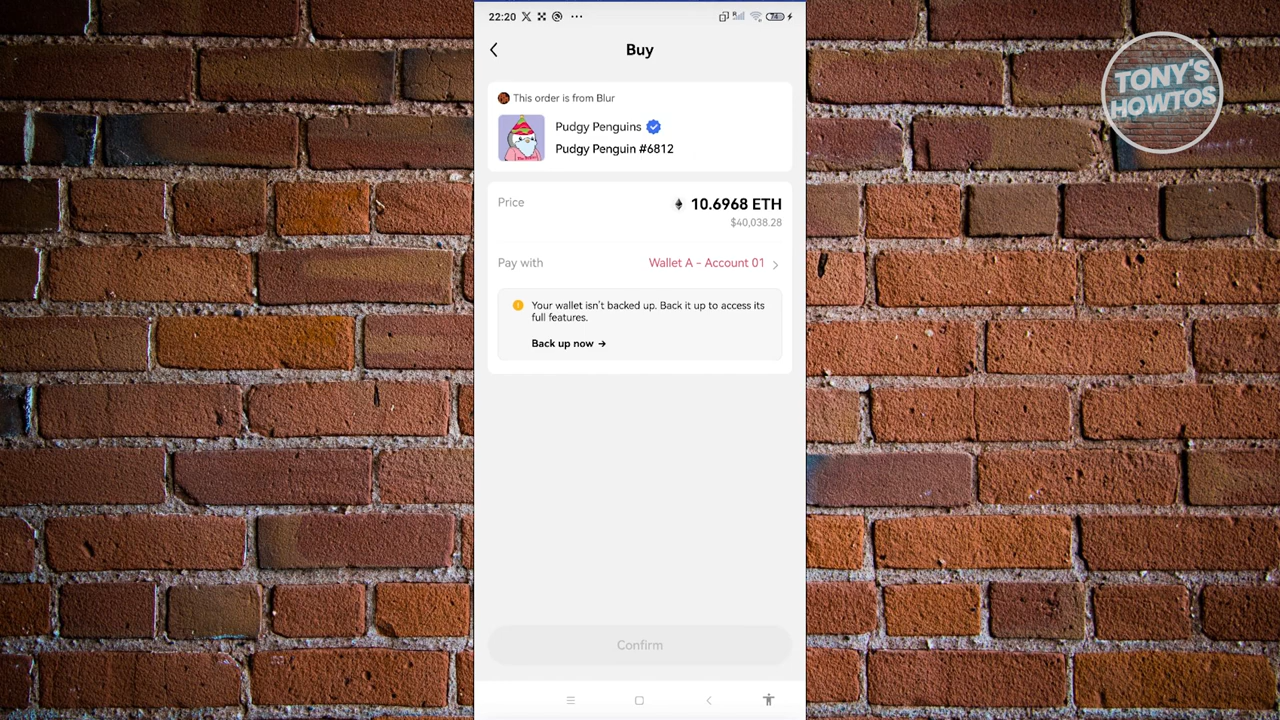 22:20
Buy
This order is from Blur
Pudgy Penguins
Pudgy Penguin #6812
Price
10.6968 ETH
$40,038.28
Pay with
Wallet A - Account 01
Your wallet isn't backed up. Back it up to access its
full features.
Back up now →
Confirm
TONY'S
HOWTOS